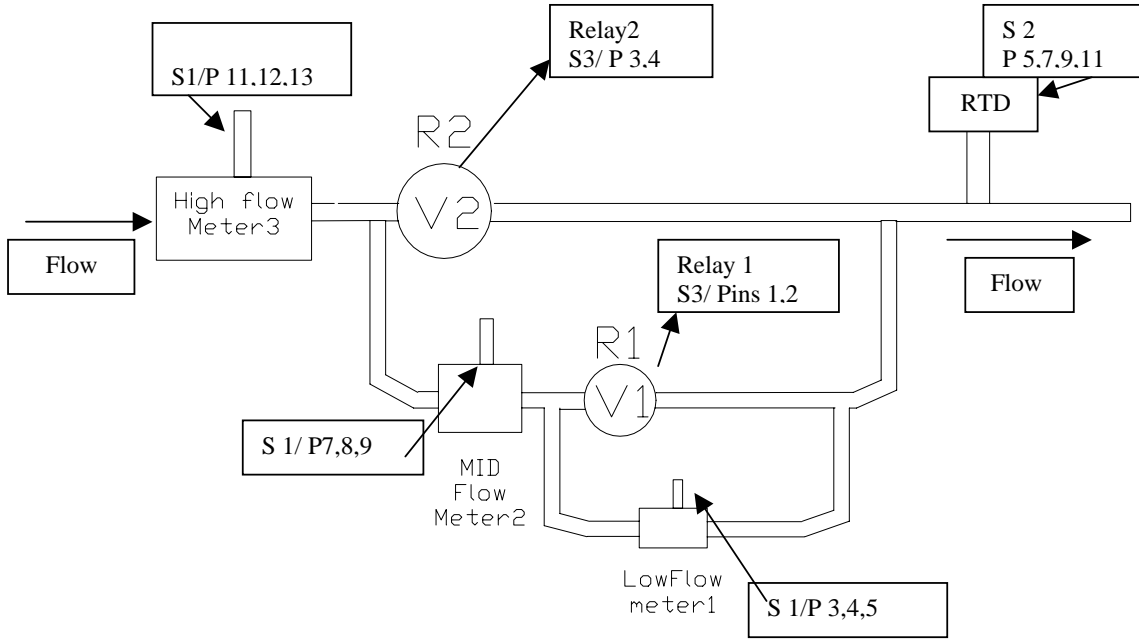 Relay2
S3/ P 3,4
S 2
P 5,7,9,11
S1/P 11,12,13
RTD
R2
High flow
Meter3
V2
Flow
Relay 1
S3/ Pins 1,2
Flow
R1
V1
S 1/ P7,8,9
MID
Flow
Meter2
LowFlow
meter1
S 1/P 3,4,5